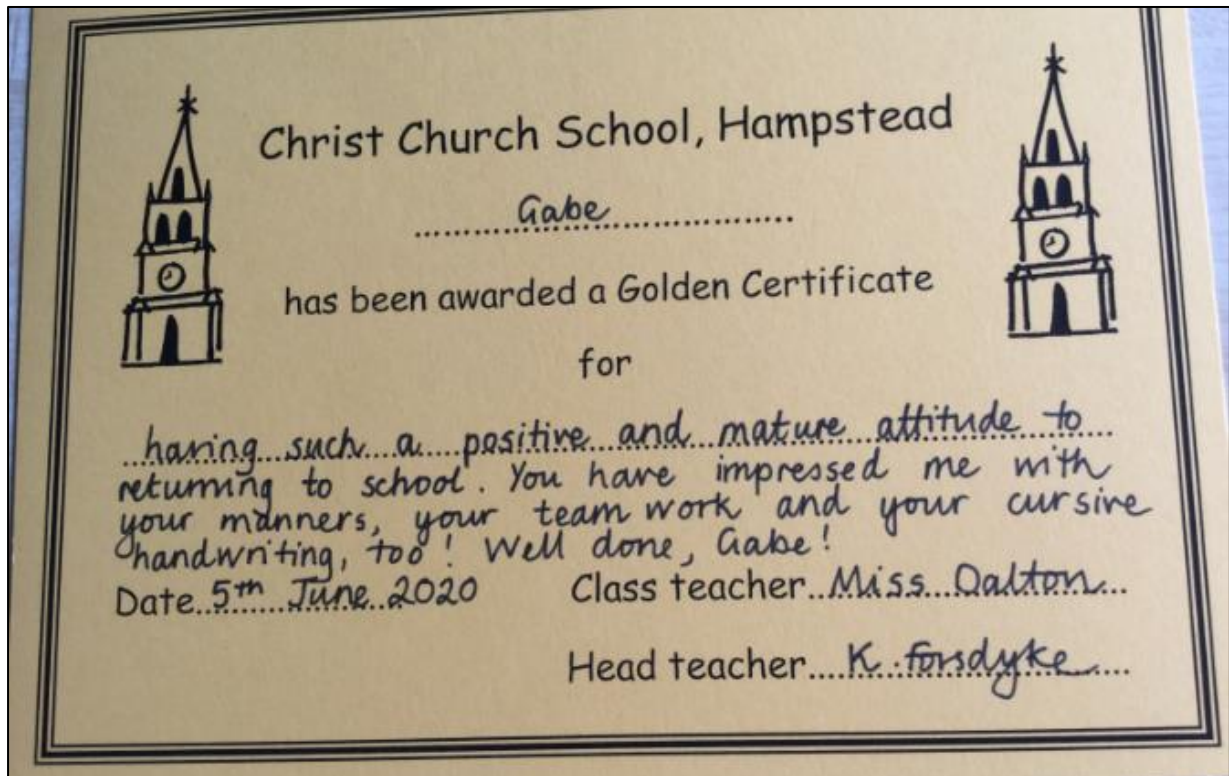 Christ Church School, Hampstead
Gabe
has been awarded a Golden Certificate
for
having such a positive and mature attitude to
returning to school. You have impressed me with
your manners, your team work and your cursive
handwriting, too! Well done, Gabe!
Date 5th June 2020 Class teacher Miss Dalton
Head teacher K. Forsdyke